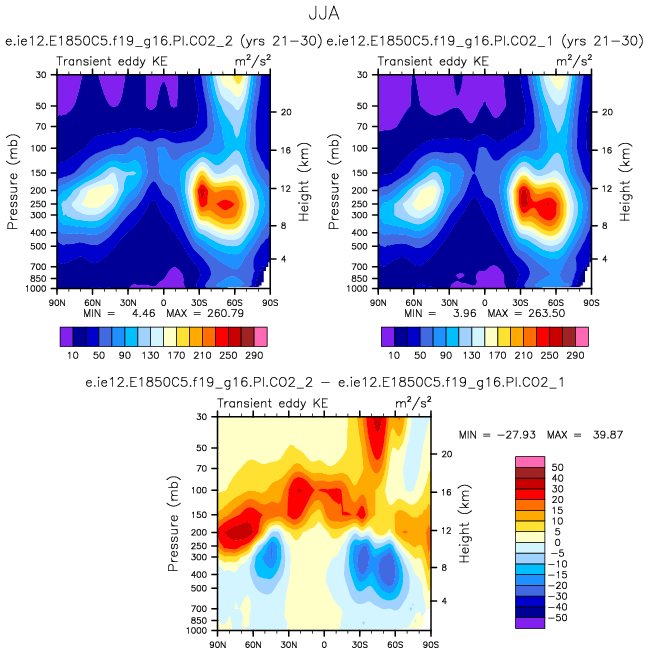 JJA
e.ie12.E1850C5.f19_g16.PI.CO2_2 (yrs 21-30) e.ie12.E1850C5.f19_g16.PI.CO2_1 (yrs 21-30)
Transient eddy KE m²/s² Transient eddy KE m²/s²
30 30
50 20 50 20
70 70
100 16 100 16
150 150
200 12 200 12
250 250
300 300
400 8 400 8
500 500
700 4 700 4
850 850
1000 1000
Pressure (mb) Height (km) Pressure (mb) Height (km)
90N 60N 30N 0 30S 60S 90S 90N 60N 30N 0 30S 60S 90S
MIN = 4.46 MAX = 260.79 MIN = 3.96 MAX = 263.50
10 50 90 130 170 210 250 290 10 50 90 130 170 210 250 290
e.ie12.E1850C5.f19_g16.PI.CO2_2 - e.ie12.E1850C5.f19_g16.PI.CO2_1
Transient eddy KE m²/s²
30
50 20
70
100 16
150
200 12
250
300
400 8
500
700 4
850
1000
Pressure (mb) Height (km)
90N 60N 30N 0 30S 60S 90S
MIN = -27.93 MAX = 39.87
50
40
30
20
15
10
5
0
-5
-10
-15
-20
-30
-40
-50